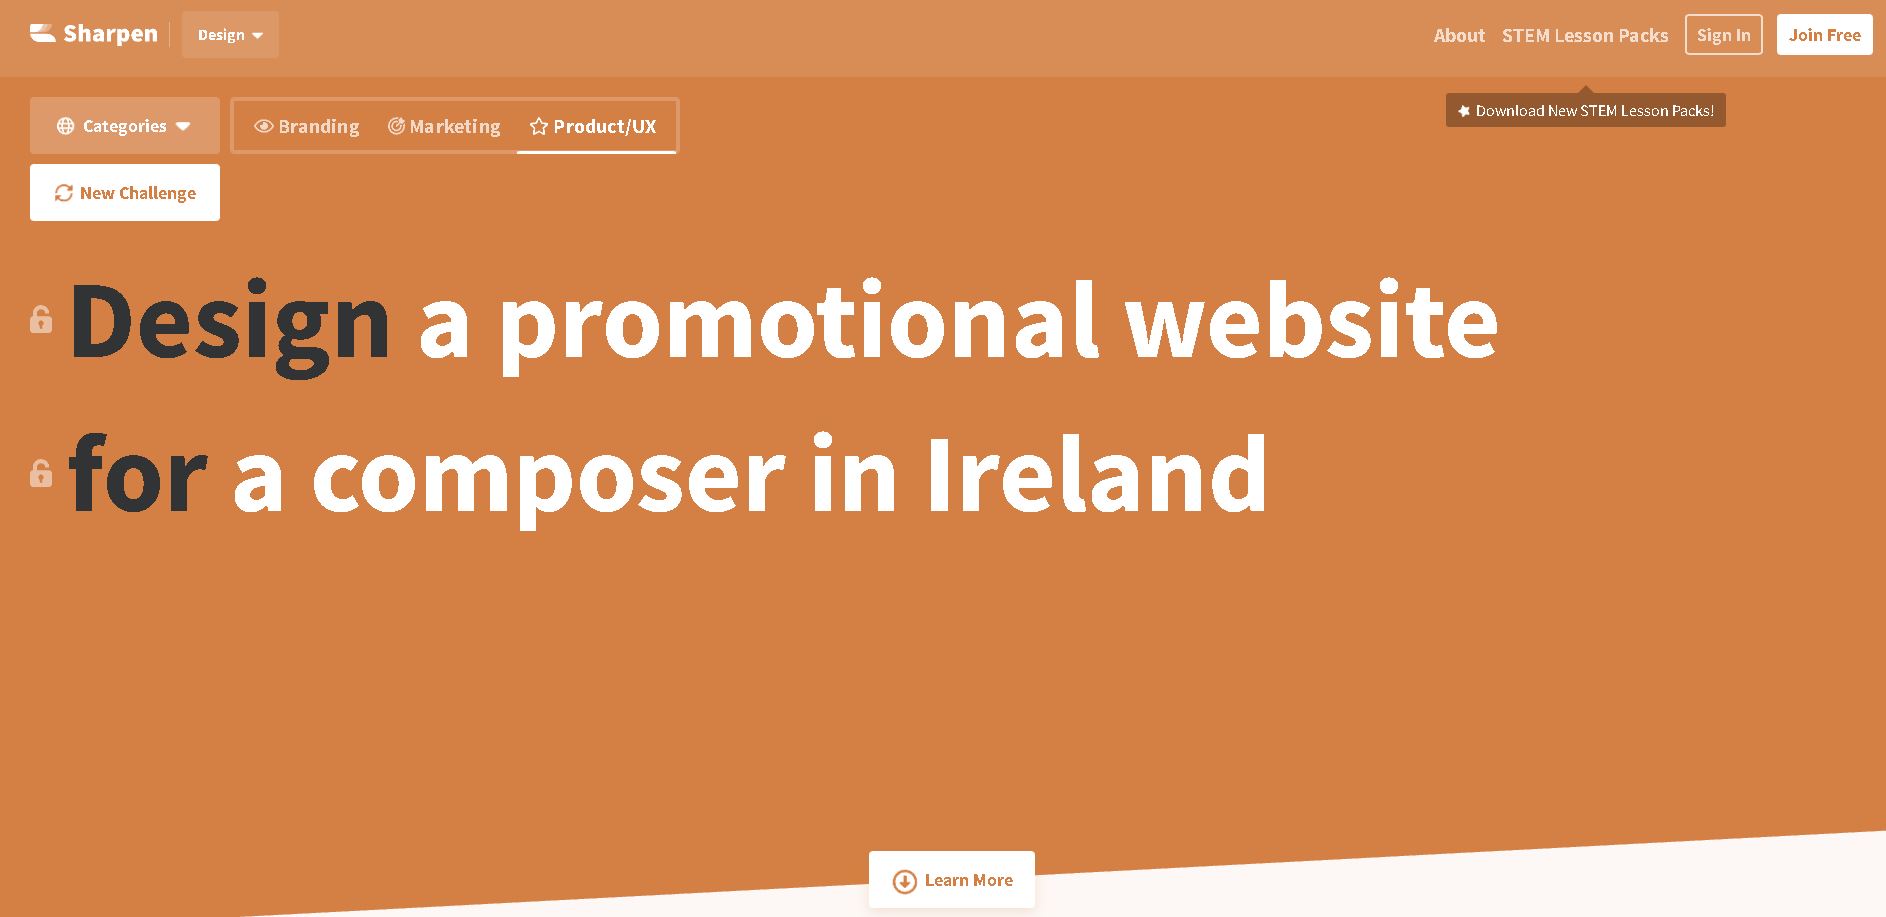 Sharpen
Design
About
STEM Lesson Packs
Sign In
Join Free
Download New STEM Lesson Packs!
Categories
Branding
Marketing
Product/UX
New Challenge
Design a promotional website
for a composer in Ireland
Learn More